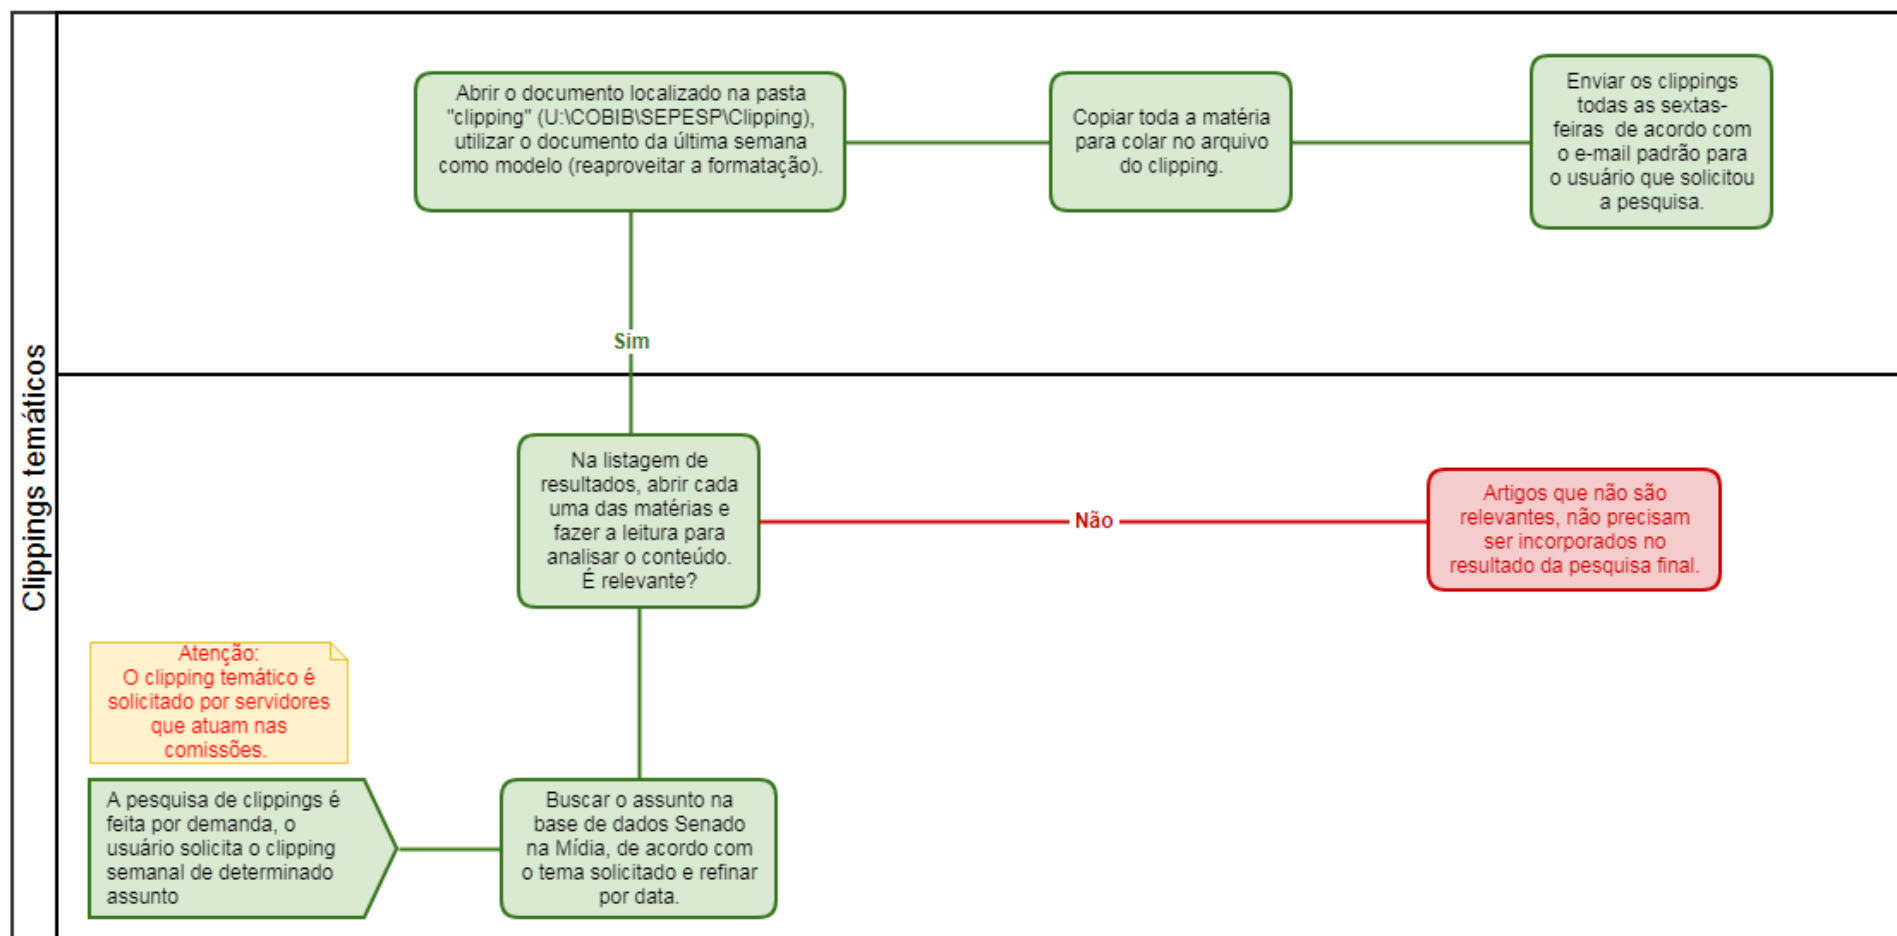 Clippings temáticos
Abrir o documento localizado na pasta
"clipping" (U:\COBIB\SEPESP\Clipping),
utilizar o documento da última semana
como modelo (reaproveitar a formatação).
Copiar toda a matéria
para colar no arquivo
do clipping.
Enviar os clippings
todas as sextas-
feiras de acordo com
o e-mail padrão para
o usuário que solicitou
a pesquisa.
Sim
Na listagem de
resultados, abrir cada
uma das matérias e
fazer a leitura para
analisar o conteúdo.
É relevante?
Não
Artigos que não são
relevantes, não precisam
ser incorporados no
resultado da pesquisa final.
Atenção:
O clipping temático é
solicitado por servidores
que atuam nas
comissões.
A pesquisa de clippings é
feita por demanda, o
usuário solicita o clipping
semanal de determinado
assunto
Buscar o assunto na
base de dados Senado
na Mídia, de acordo com
o tema solicitado e refinar
por data.